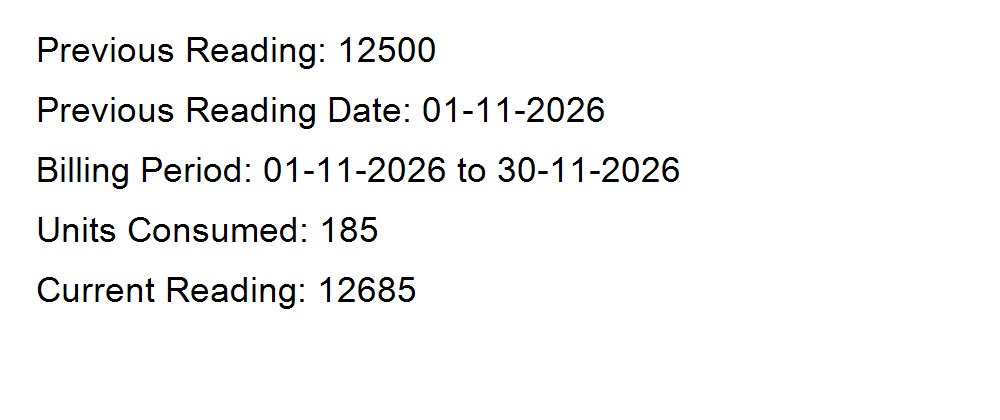 Previous Reading: 12500
Previous Reading Date: 01-11-2026
Billing Period: 01-11-2026 to 30-11-2026
Units Consumed: 185
Current Reading: 12685